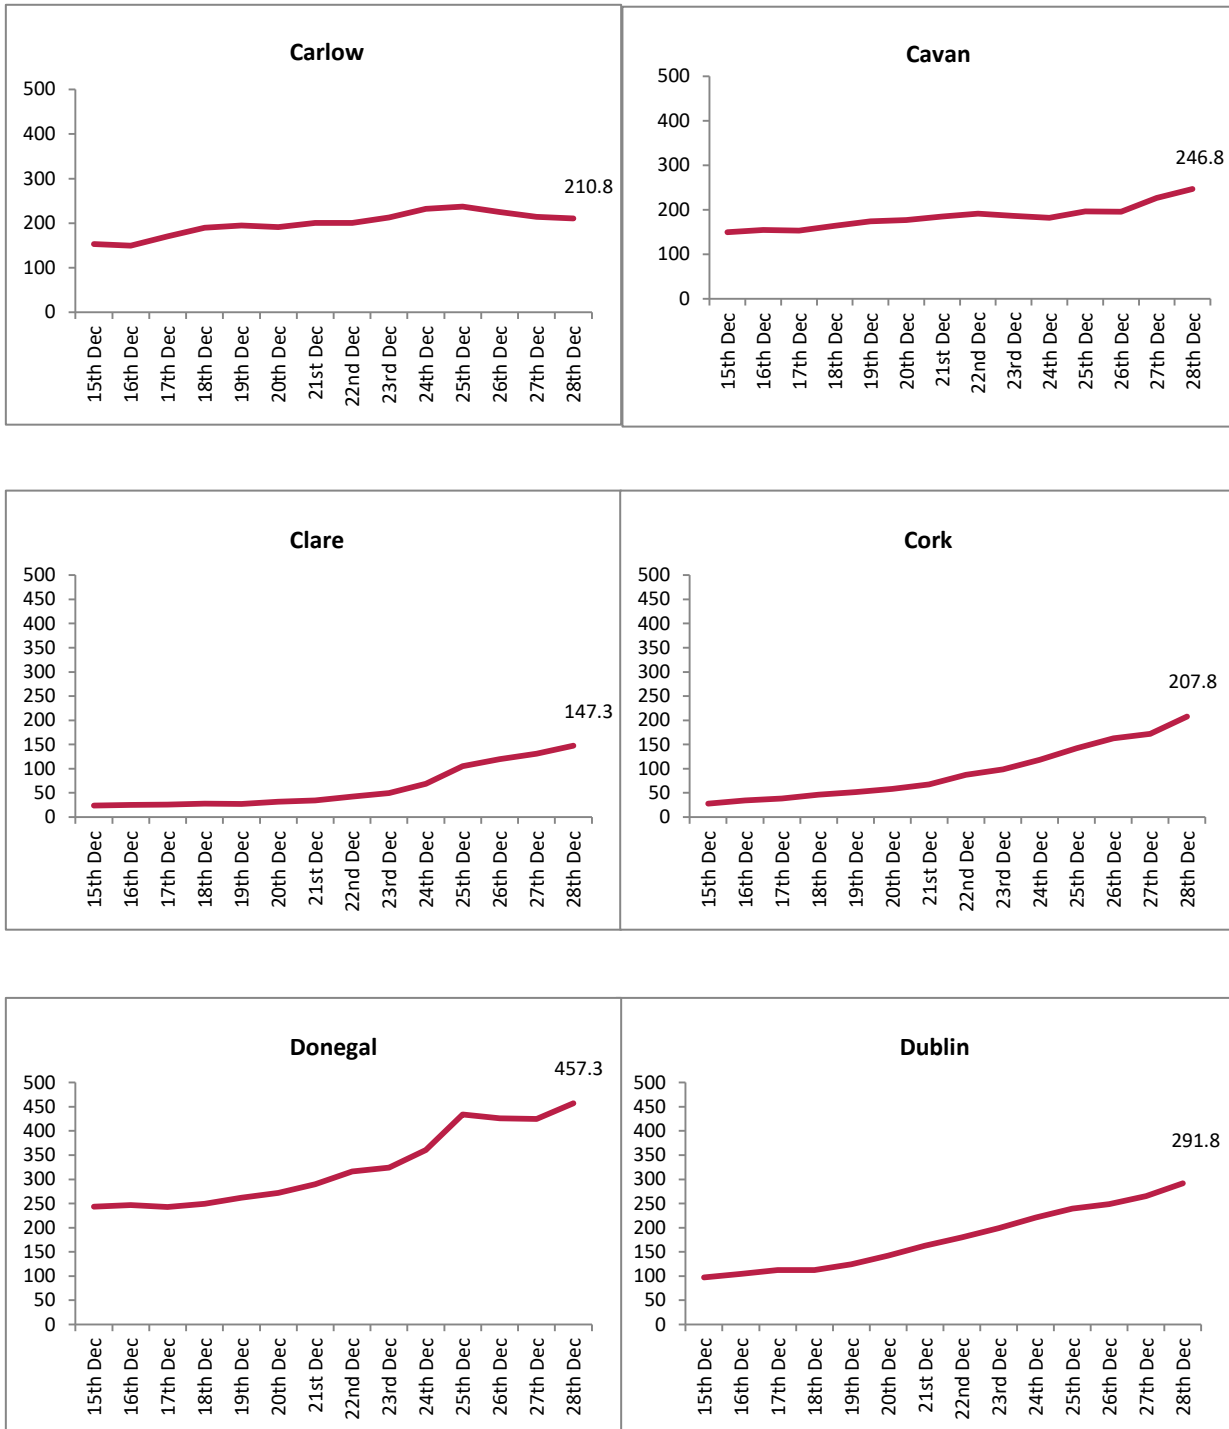 Carlow
500
400
300
200
100
0
210.8
15th Dec
16th Dec
17th Dec
18th Dec
19th Dec
20th Dec
21st Dec
22nd Dec
23rd Dec
24th Dec
25th Dec
26th Dec
27th Dec
28th Dec
Cavan
500
400
300
200
100
0
246.8
15th Dec
16th Dec
17th Dec
18th Dec
19th Dec
20th Dec
21st Dec
22nd Dec
23rd Dec
24th Dec
25th Dec
26th Dec
27th Dec
28th Dec
Clare
500
450
400
350
300
250
200
150
100
50
0
147.3
15th Dec
16th Dec
17th Dec
18th Dec
19th Dec
20th Dec
21st Dec
22nd Dec
23rd Dec
24th Dec
25th Dec
26th Dec
27th Dec
28th Dec
Cork
500
450
400
350
300
250
200
150
100
50
0
207.8
15th Dec
16th Dec
17th Dec
18th Dec
19th Dec
20th Dec
21st Dec
22nd Dec
23rd Dec
24th Dec
25th Dec
26th Dec
27th Dec
28th Dec
Donegal
500
450
400
350
300
250
200
150
100
50
0
457.3
15th Dec
16th Dec
17th Dec
18th Dec
19th Dec
20th Dec
21st Dec
22nd Dec
23rd Dec
24th Dec
25th Dec
26th Dec
27th Dec
28th Dec
Dublin
500
450
400
350
300
250
200
150
100
50
0
291.8
15th Dec
16th Dec
17th Dec
18th Dec
19th Dec
20th Dec
21st Dec
22nd Dec
23rd Dec
24th Dec
25th Dec
26th Dec
27th Dec
28th Dec